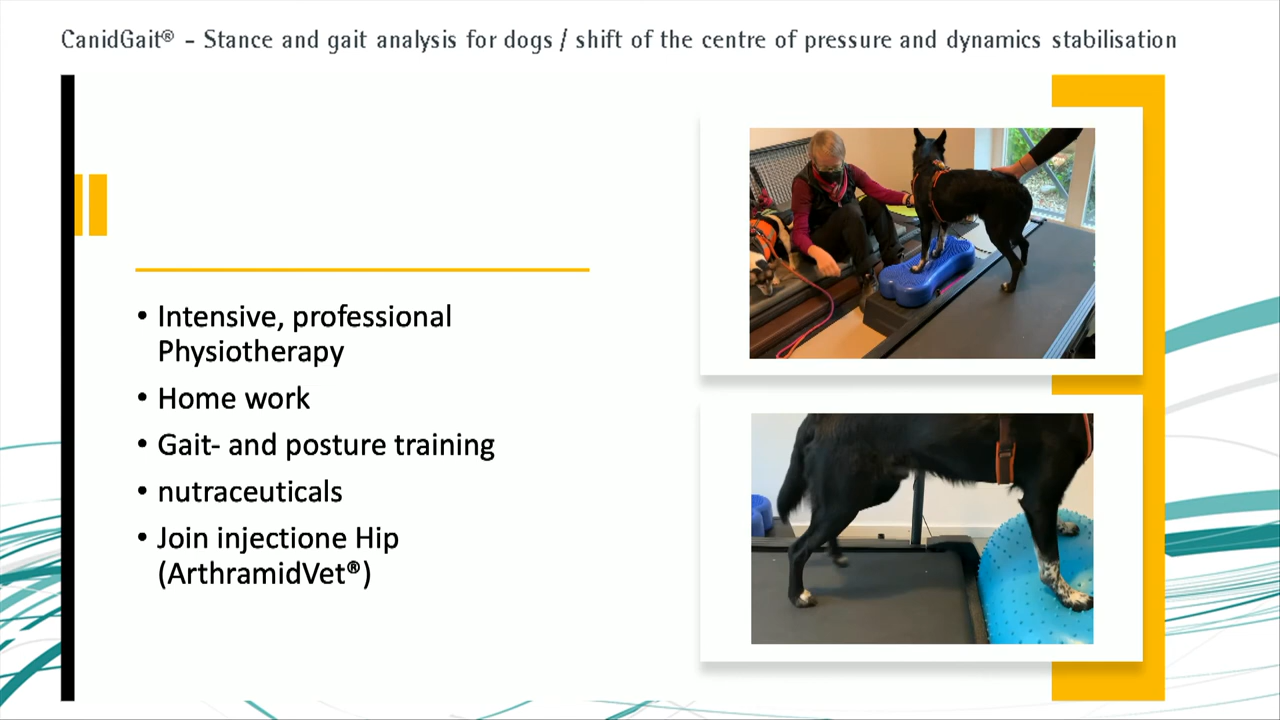 CanidGait® - Stance and gait analysis for dogs / shift of the centre of pressure and dynamics stabilisation
• Intensive, professional
Physiotherapy
• Home work
• Gait- and posture training
• nutraceuticals
• Join injectione Hip
(ArthramidVet®)